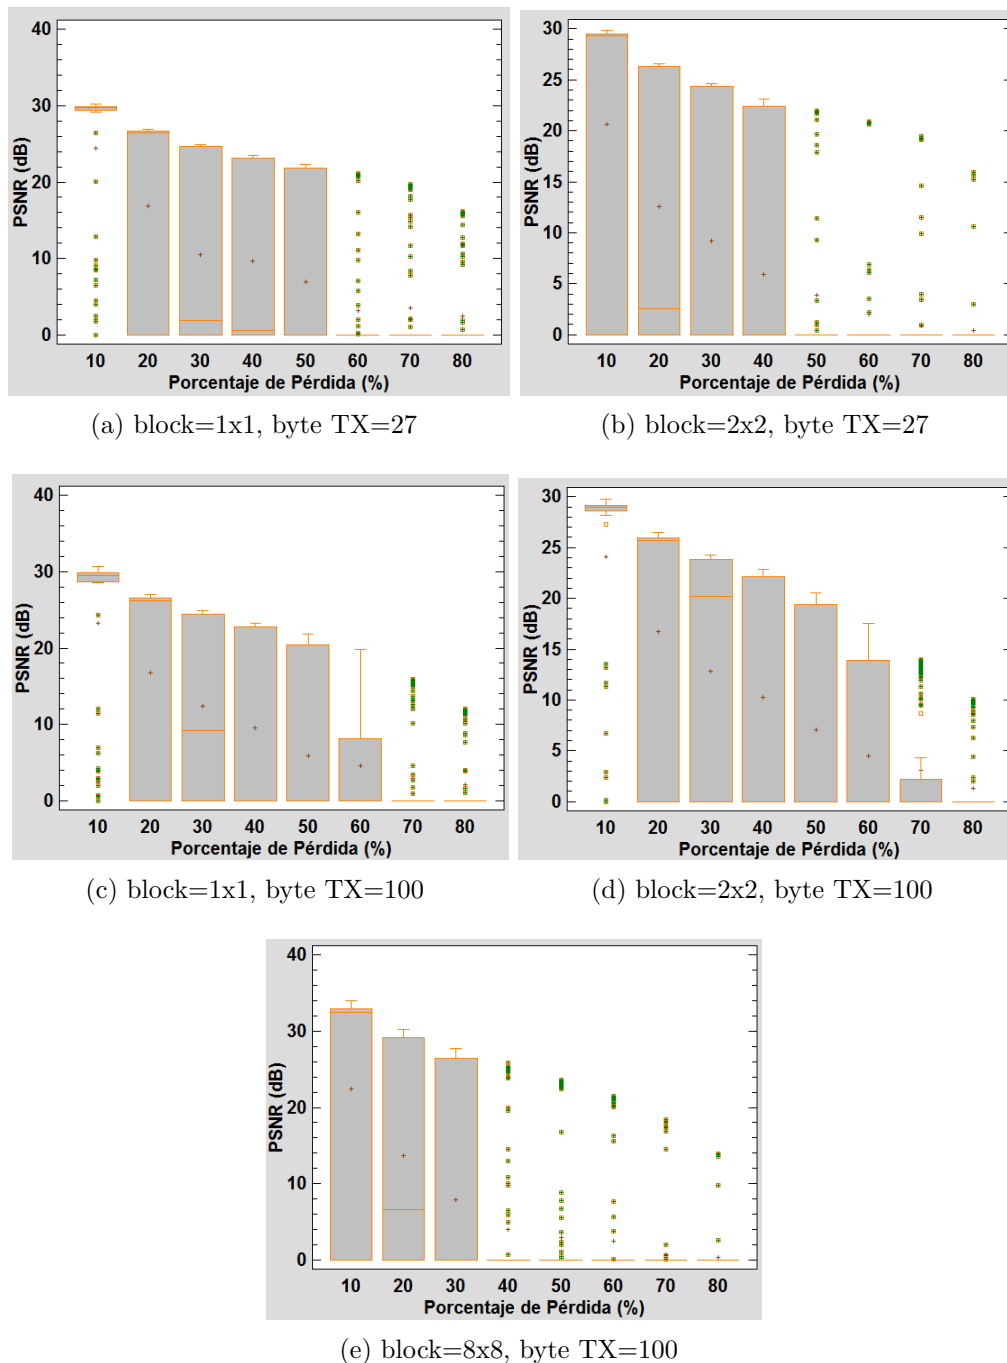 PSNR (dB)
40
30
20
10
0
10 20 30 40 50 60 70 80
Porcentaje de Pérdida (%)
(a) block=1x1, byte TX=27
PSNR (dB)
30
25
20
15
10
5
0
10 20 30 40 50 60 70 80
Porcentaje de Pérdida (%)
(b) block=2x2, byte TX=27
PSNR (dB)
40
30
20
10
0
10 20 30 40 50 60 70 80
Porcentaje de Pérdida (%)
(c) block=1x1, byte TX=100
PSNR (dB)
30
25
20
15
10
5
0
10 20 30 40 50 60 70 80
Porcentaje de Pérdida (%)
(d) block=2x2, byte TX=100
PSNR (dB)
40
30
20
10
0
10 20 30 40 50 60 70 80
Porcentaje de Pérdida (%)
(e) block=8x8, byte TX=100